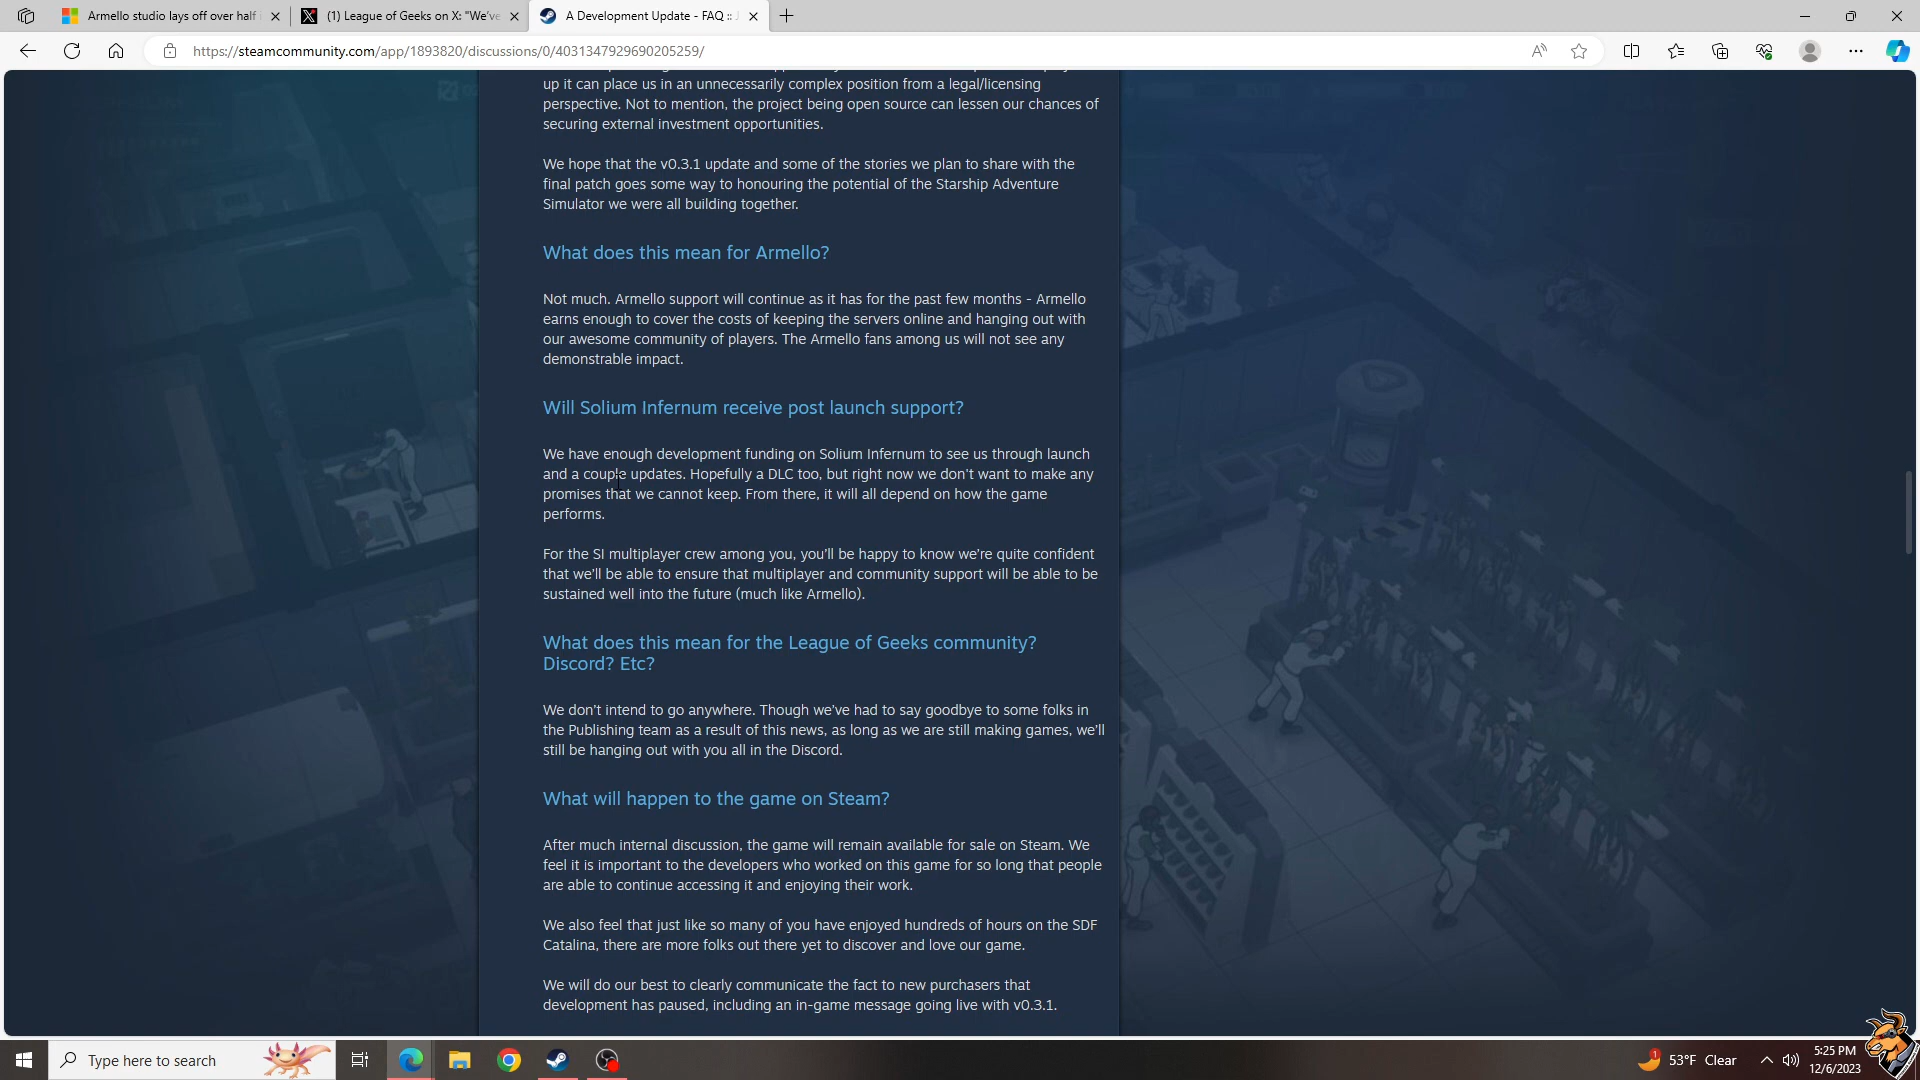 Armello studio lays off over half
(1) League of Geeks on X: "We've
A Development Update - FAQ ::
https://steamcommunity.com/app/1893820/discussions/0/4031347929690205259/
up it can place us in an unnecessarily complex position from a legal/licensing
perspective. Not to mention, the project being open source can lessen our chances of
securing external investment opportunities.
We hope that the v0.3.1 update and some of the stories we plan to share with the
final patch goes some way to honouring the potential of the Starship Adventure
Simulator we were all building together.
What does this mean for Armello?
Not much. Armello support will continue as it has for the past few months - Armello
earns enough to cover the costs of keeping the servers online and hanging out with
our awesome community of players. The Armello fans among us will not see any
demonstrable impact.
Will Solium Infernum receive post launch support?
We have enough development funding on Solium Infernum to see us through launch
and a couple updates. Hopefully a DLC too, but right now we don't want to make any
promises that we cannot keep. From there, it will all depend on how the game
performs.
For the SI multiplayer crew among you, you'll be happy to know we're quite confident
that we'll be able to ensure that multiplayer and community support will be able to be
sustained well into the future (much like Armello).
What does this mean for the League of Geeks community?
Discord? Etc?
We don't intend to go anywhere. Though we've had to say goodbye to some folks in
the Publishing team as a result of this news, as long as we are still making games, we'll
still be hanging out with you all in the Discord.
What will happen to the game on Steam?
After much internal discussion, the game will remain available for sale on Steam. We
feel it is important to the developers who worked on this game for so long that people
are able to continue accessing it and enjoying their work.
We also feel that just like so many of you have enjoyed hundreds of hours on the SDF
Catalina, there are more folks out there yet to discover and love our game.
We will do our best to clearly communicate the fact to new purchasers that
development has paused, including an in-game message going live with v0.3.1.
Type here to search
1
53°F Clear
5:25 PM
12/6/2023